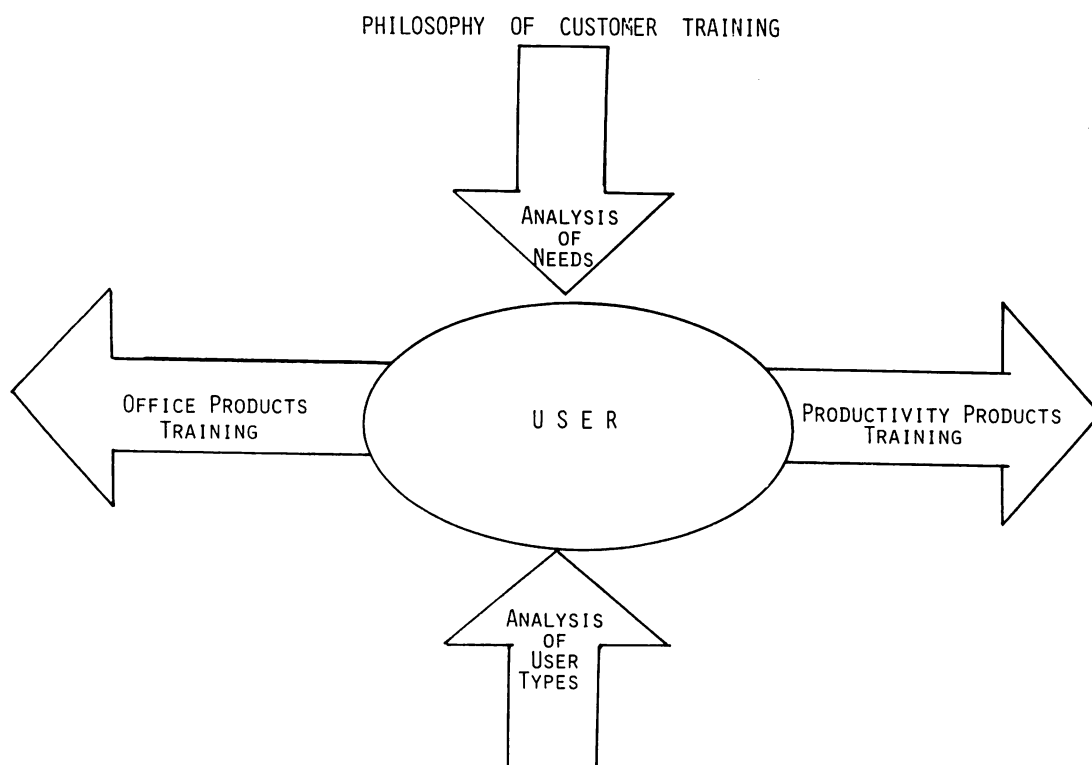 PHILOSOPHY OF CUSTOMER TRAINING
ANALYSIS
OF
NEEDS
OFFICE PRODUCTS
TRAINING
U S E R
PRODUCTIVITY PRODUCTS
TRAINING
ANALYSIS
OF
USER
TYPES